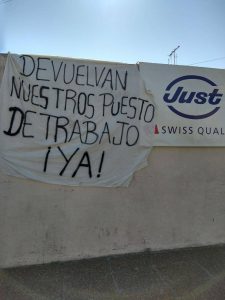 DEVUELVAN
NUESTROS PUESTO
DE TRABAJO
¡YA!
Just
SWISS QUAL